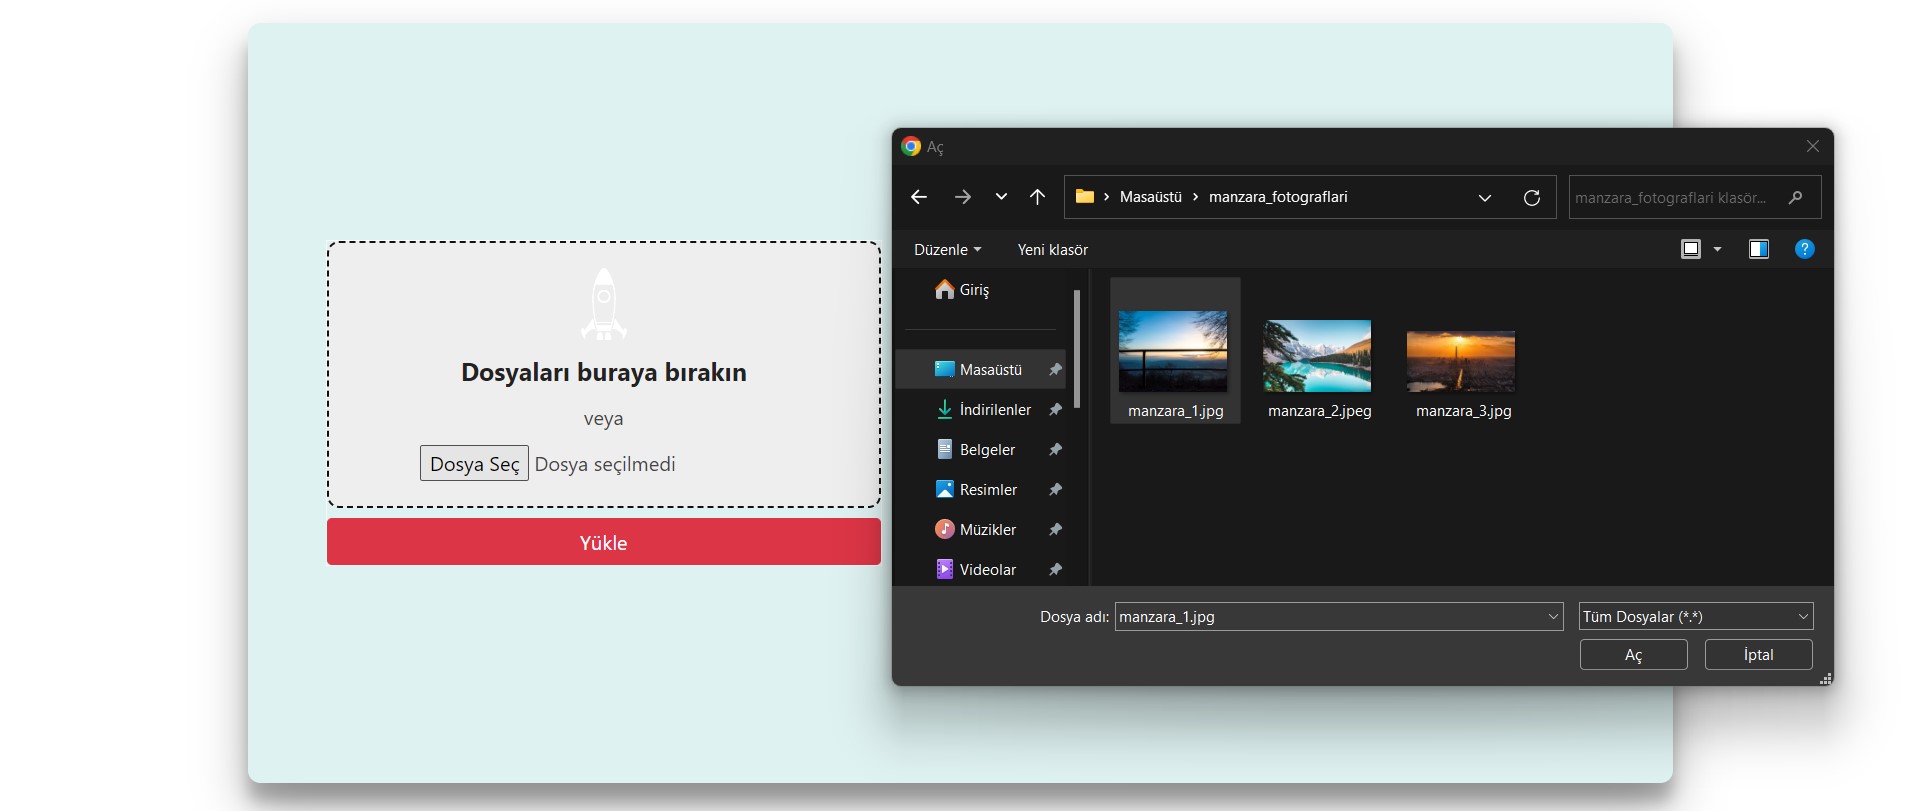 Dosyaları buraya bırakın
veya
Dosya Seç Dosya seçilmedi
Yükle
Aç
Masaüstü manzara_fotograflari
manzara_fotograflari klasör...
Düzenle Yeni klasör
?
Giriş
Masaüstü
İndirilenler
Belgeler
Resimler
Müzikler
Videolar
manzara_1.jpg manzara_2.jpeg manzara_3.jpg
Dosya adı: manzara_1.jpg Tüm Dosyalar (*.*)
Aç İptal